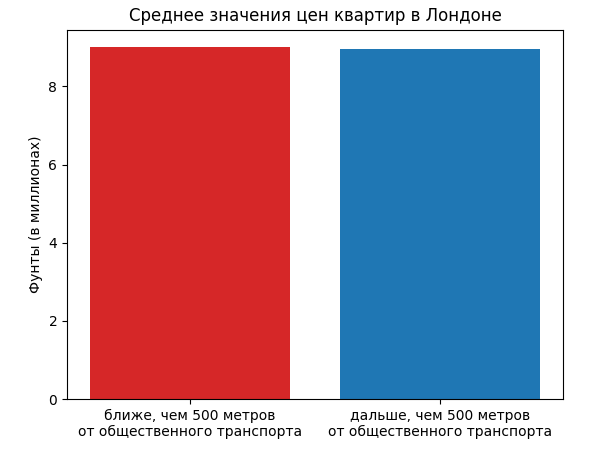 Среднее значения цен квартир в Лондоне
Фунты (в миллионах)
8
6
4
2
0
ближе, чем 500 метров
от общественного транспорта
дальше, чем 500 метров
от общественного транспорта